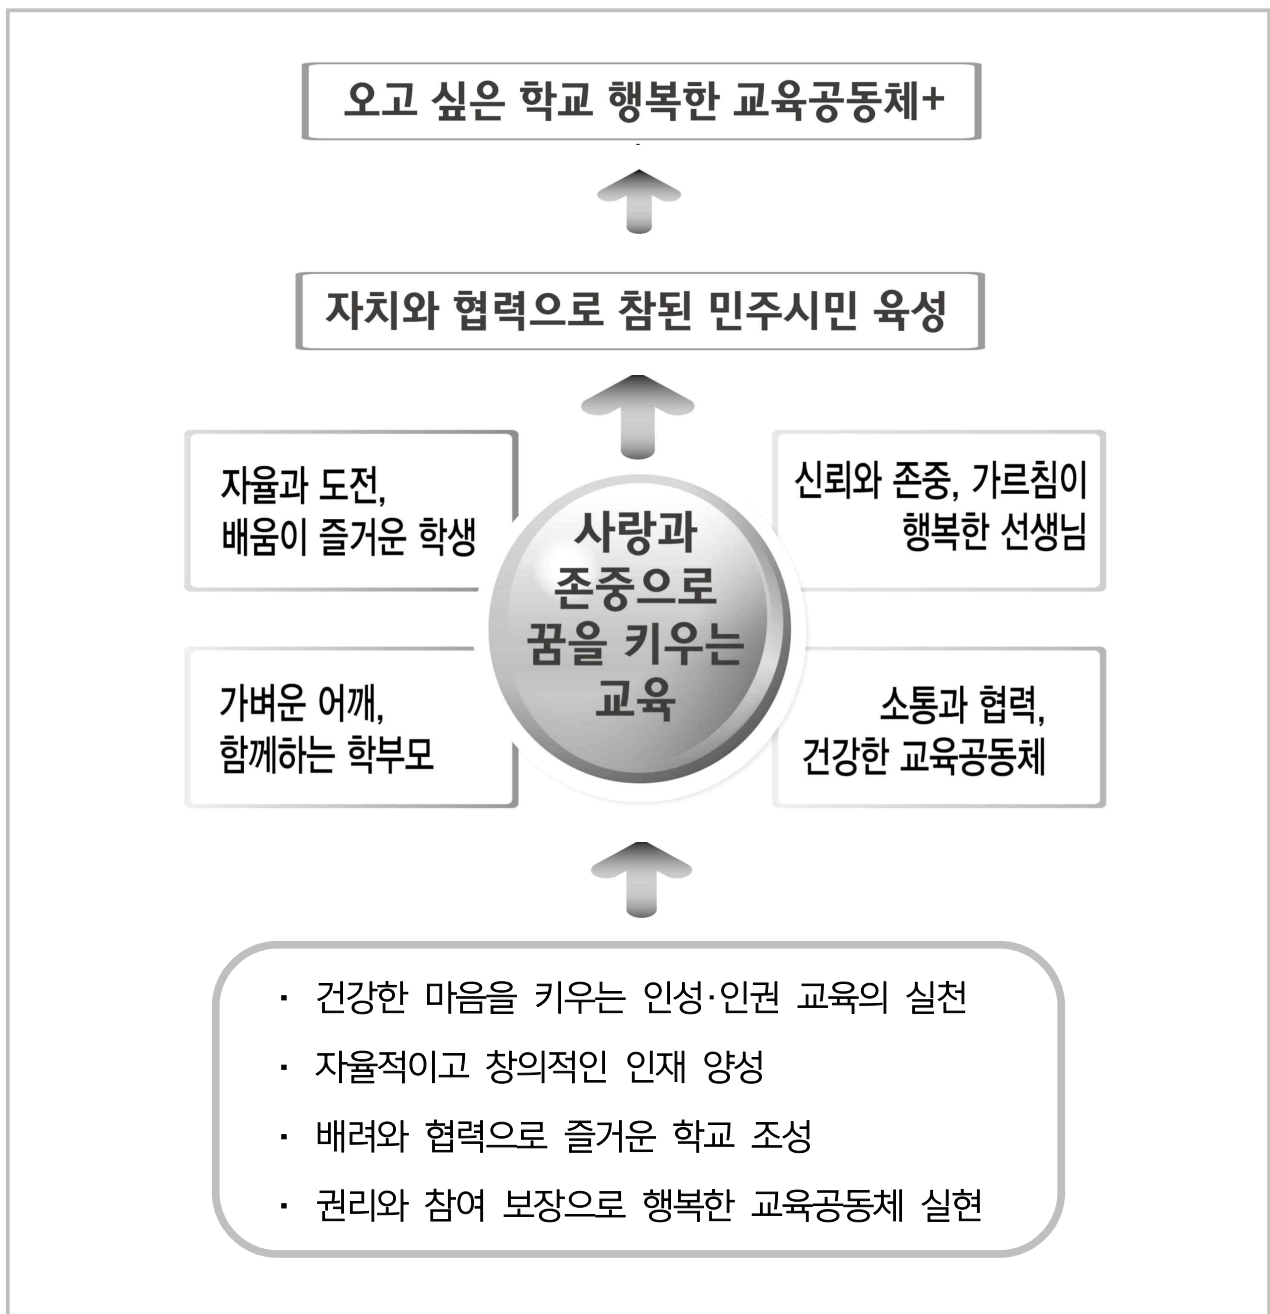 오고 싶은 학교 행복한 교육공동체+
자치와 협력으로 참된 민주시민 육성
자율과 도전,
배움이 즐거운 학생
신뢰와 존중, 가르침이
행복한 선생님
사랑과
존중으로
꿈을 키우는
교육
가벼운 어깨,
함께하는 학부모
소통과 협력,
건강한 교육공동체
· 건강한 마음을 키우는 인성·인권 교육의 실천
· 자율적이고 창의적인 인재 양성
· 배려와 협력으로 즐거운 학교 조성
· 권리와 참여 보장으로 행복한 교육공동체 실현